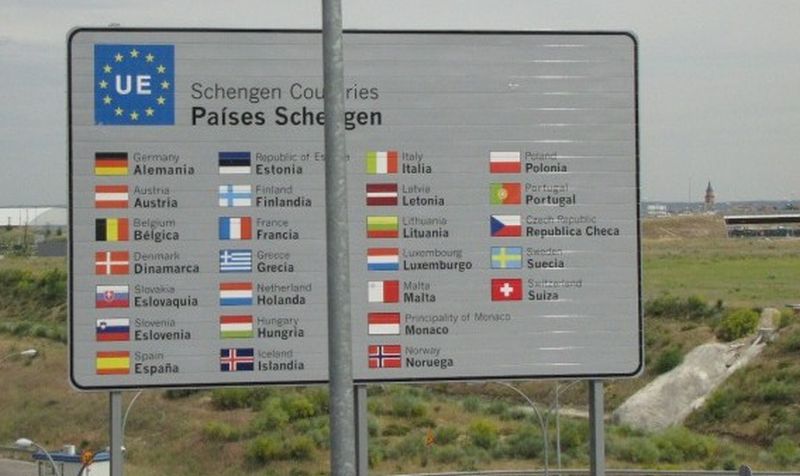 UE
Schengen Countries
Países Schengen
Germany
Alemania
Austria
Austria
Belgium
Bélgica
Denmark
Dinamarca
Slovakia
Eslovaquia
Slovenia
Eslovenia
Spain
España
Republic of
Estonia
Finland
Finlandia
France
Francia
Greece
Grecia
Netherland
Holanda
Hungary
Hungria
Iceland
Islandia
Italy
Italia
Latvia
Letonia
Lithuania
Lituania
Luxembourg
Luxemburgo
Malta
Malta
Principality of Monaco
Monaco
Norway
Noruega
Poland
Polonia
Portugal
Portugal
Czech Republic
Republica Checa
Sweden
Suecia
Switzerland
Suiza